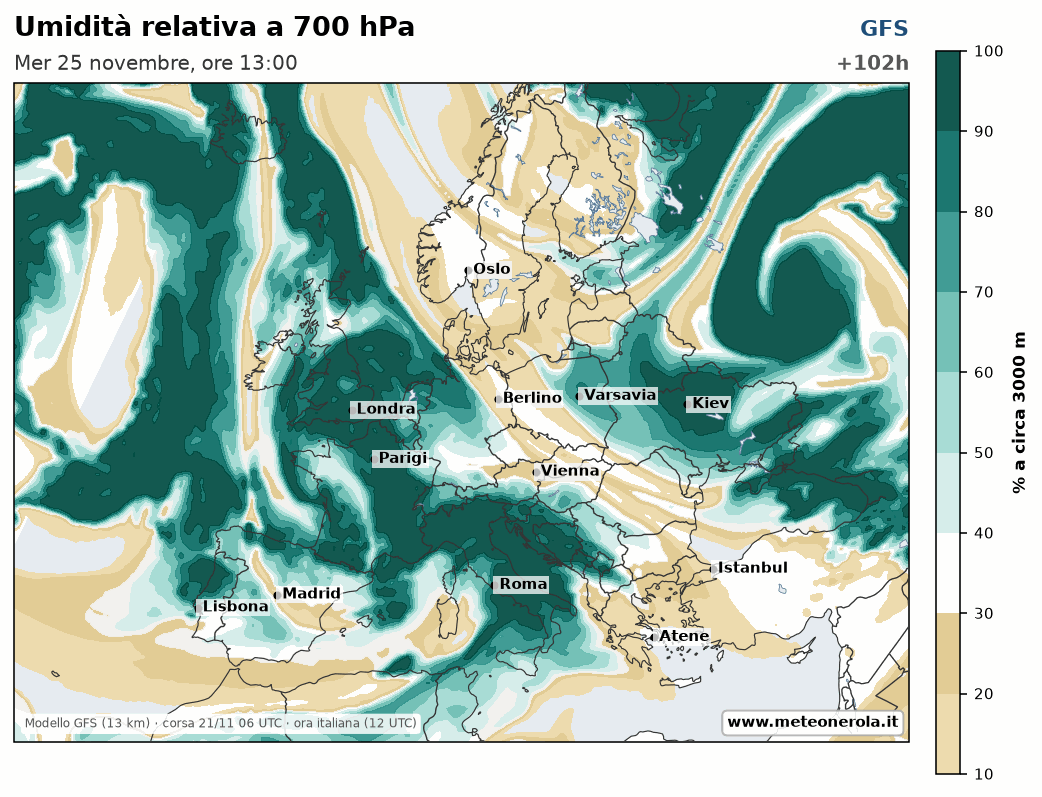 Umidità relativa a 700 hPa
GFS
Mer 25 novembre, ore 13:00
+102h
100
90
80
70
60
50
40
30
20
10
% a circa 3000 m
Oslo
Berlino
Varsavia
Kiev
Londra
Parigi
Vienna
Istanbul
Roma
Madrid
Lisbona
Atene
Modello GFS (13 km) · corsa 21/11 06 UTC · ora italiana (12 UTC)
www.meteonerola.it